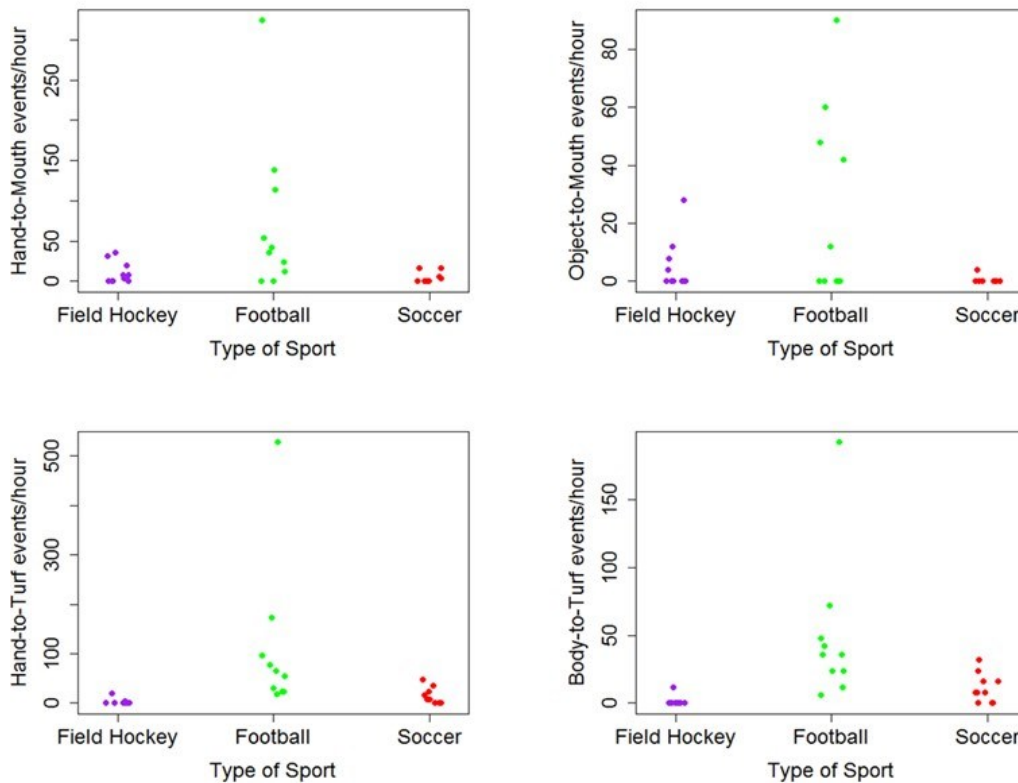 Hand-to-Mouth events/hour
250
150
50
0
Field Hockey Football Soccer
Type of Sport
Object-to-Mouth events/hour
80
60
40
20
0
Field Hockey Football Soccer
Type of Sport
Hand-to-Turf events/hour
500
300
100
0
Field Hockey Football Soccer
Type of Sport
Body-to-Turf events/hour
150
100
50
0
Field Hockey Football Soccer
Type of Sport